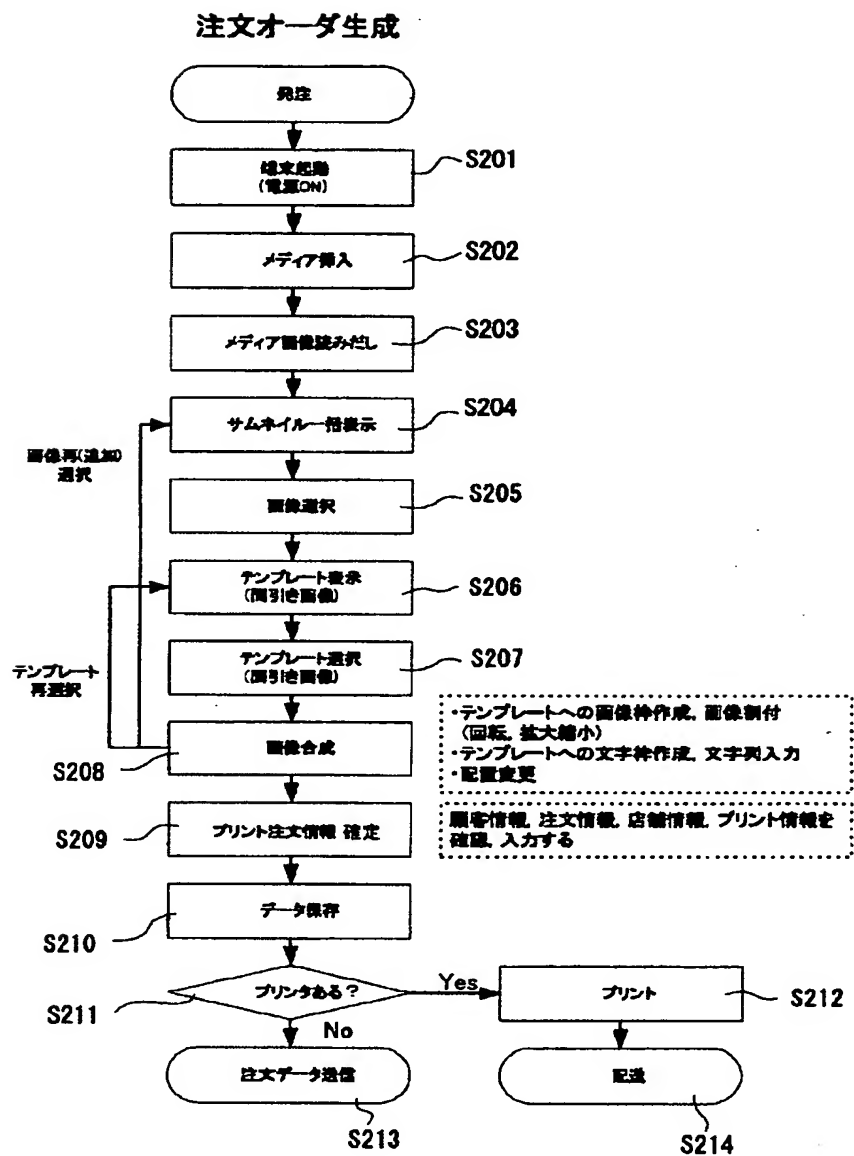 注文オーダ生成
発注
端末起動
(電源ON)
S201
メディア挿入
S202
メディア画像読みだし
S203
サムネイル一括表示
S204
画像再(追加)
選択
画像選択
S205
テンプレート表示
(間引き画像)
S206
テンプレート選択
(間引き画像)
S207
テンプレート
再選択
画像合成
S208
・テンプレートへの画像枠作成, 画像割付
(回転, 拡大縮小)
・テンプレートへの文字枠作成, 文字列入力
・配置変更
プリント注文情報 確定
S209
顧客情報, 注文情報, 店舗情報, プリント情報を
確認, 入力する
データ保存
S210
プリンタある？
S211
Yes
プリント
S212
No
注文データ送信
S213
配送
S214